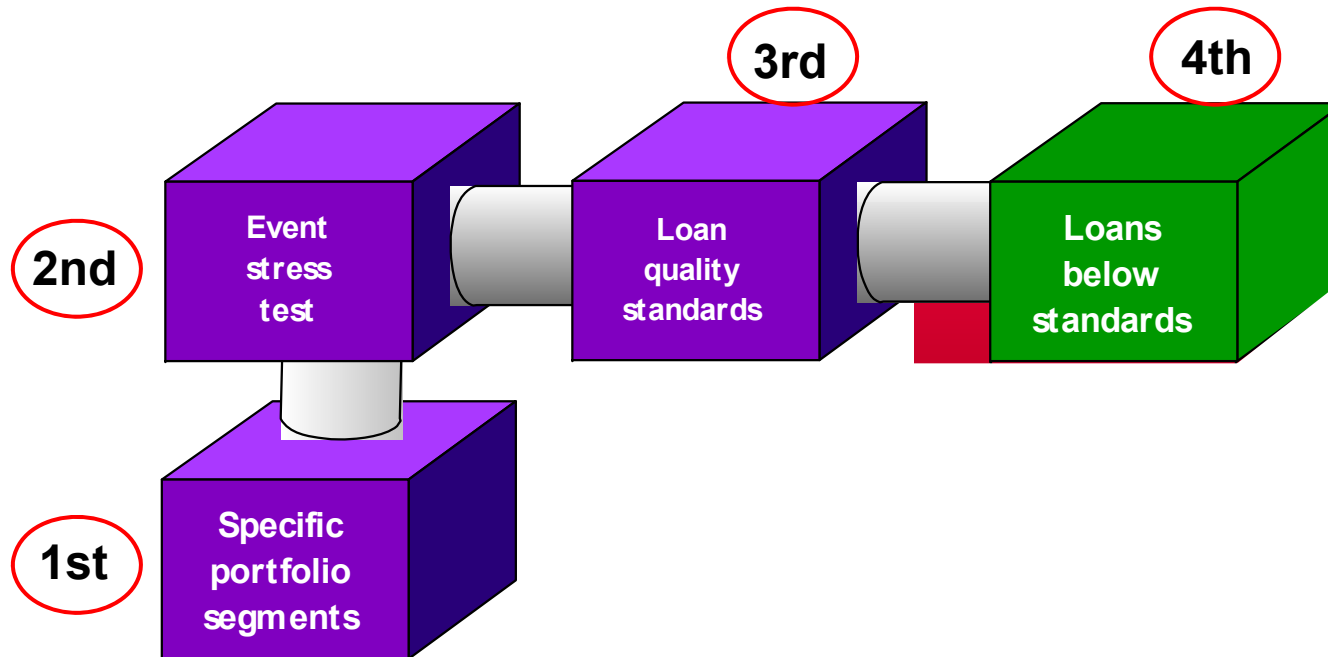 3rd
4th
2nd
Event
stress
test
Loan
quality
standards
Loans
below
standards
1st
Specific
portfolio
segments